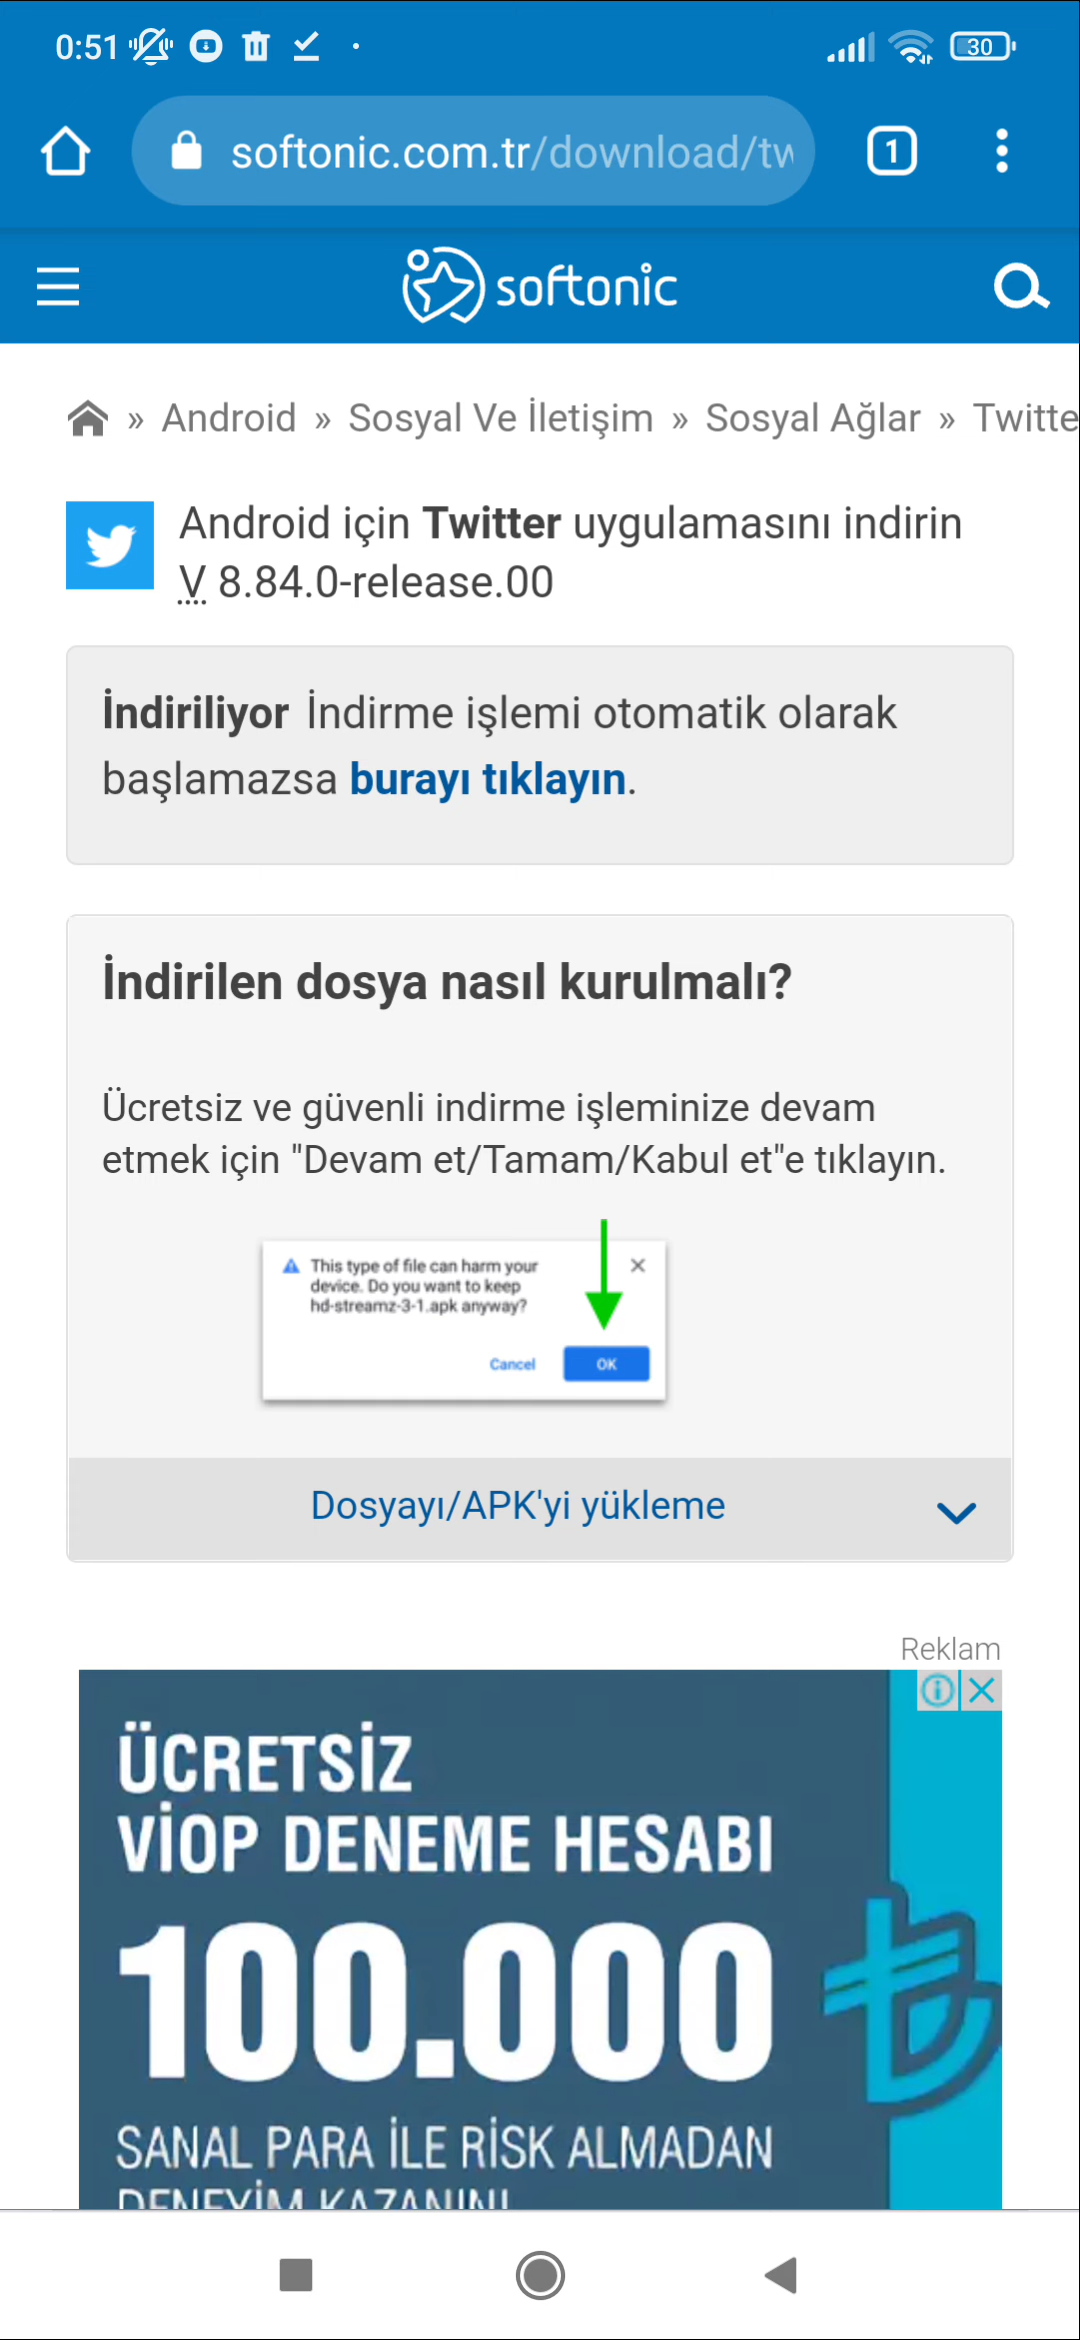 0:51
30
softonic.com.tr/download/tw
1
softonic
» Android » Sosyal Ve İletişim » Sosyal Ağlar » Twitte
Android için Twitter uygulamasını indirin
V 8.84.0-release.00
İndiriliyor İndirme işlemi otomatik olarak
başlamazsa burayı tıklayın.
İndirilen dosya nasıl kurulmalı?
Ücretsiz ve güvenli indirme işleminize devam
etmek için "Devam et/Tamam/Kabul et"e tıklayın.
This type of file can harm your
device. Do you want to keep
hd-streamz-3-1.apk anyway?
Cancel
OK
Dosyayı/APK'yi yükleme
Reklam
ÜCRETSİZ
VİOP DENEME HESABI
100.000
SANAL PARA İLE RİSK ALMADAN
DENEYİM KAZANIN!